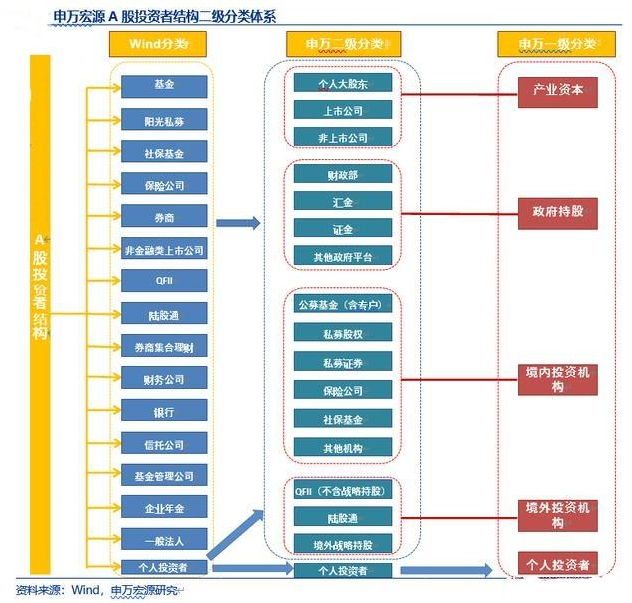 申万宏源 A 股投资者结构二级分类体系
Wind分类
申万二级分类
申万一级分类
A股投资者结构
基金
阳光私募
社保基金
保险公司
券商
非金融类上市公司
QFII
陆股通
券商集合理财
财务公司
银行
信托公司
基金管理公司
企业年金
一般法人
个人投资者
个人大股东
上市公司
非上市公司
财政部
汇金
证金
其他政府平台
公募基金（含专户）
私募股权
私募证券
保险公司
社保基金
其他机构
QFII（不含战略持股）
陆股通
境外战略持股
个人投资者
产业资本
政府持股
境内投资机
构
境外投资机
构
个人投资者
资料来源：Wind，申万宏源研究